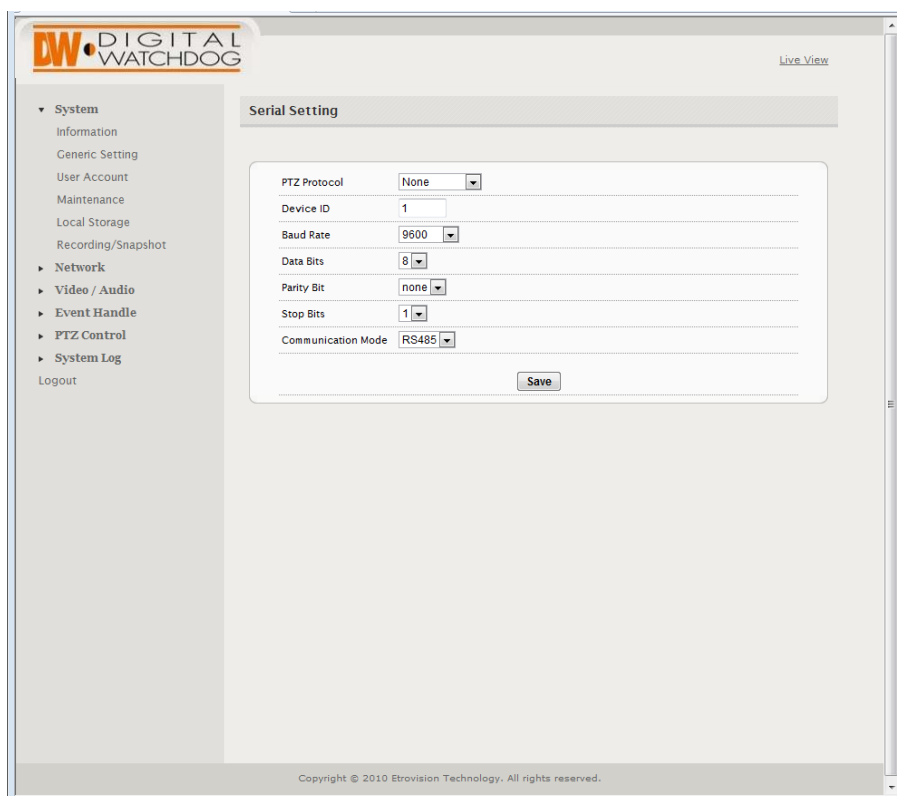 DW DIGITAL
WATCHDOG
Live View
System
Information
Generic Setting
User Account
Maintenance
Local Storage
Recording/Snapshot
Network
Video / Audio
Event Handle
PTZ Control
System Log
Logout
Serial Setting
PTZ Protocol None
Device ID 1
Baud Rate 9600
Data Bits 8
Parity Bit none
Stop Bits 1
Communication Mode RS485
Save
Copyright © 2010 Etrovision Technology. All rights reserved.